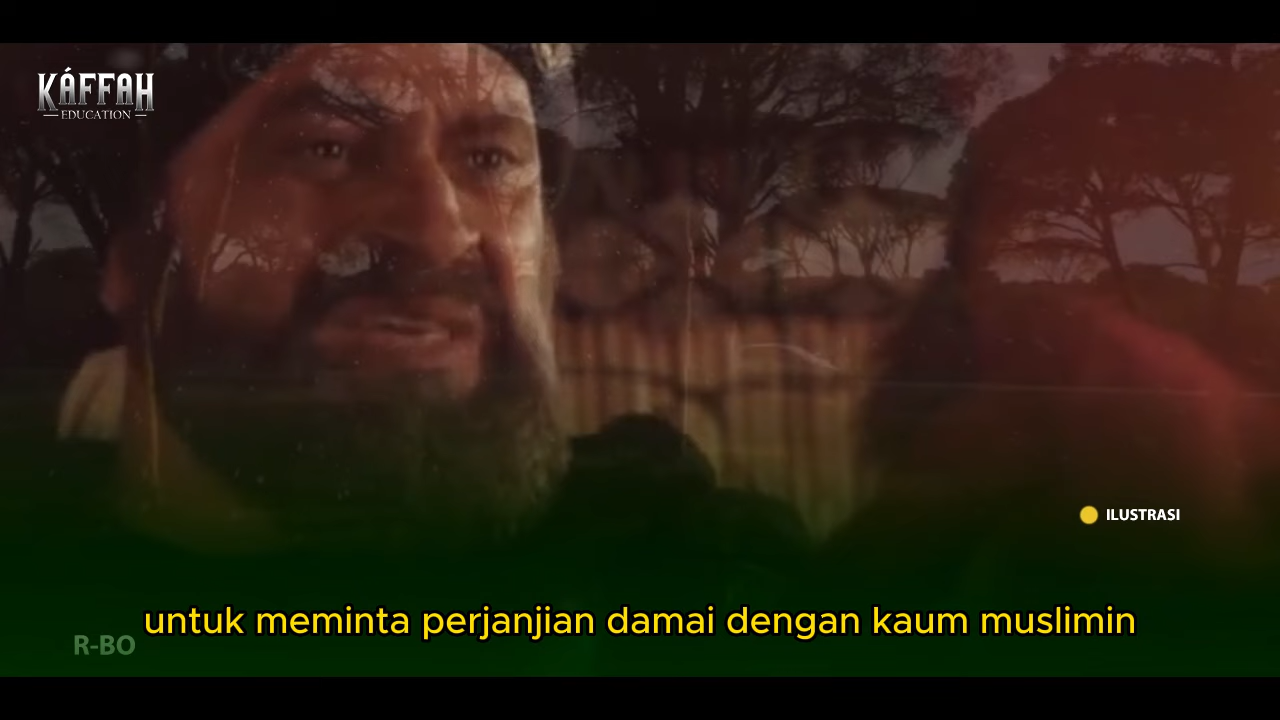 KÁFFAH
EDUCATION
ILUSTRASI
untuk meminta perjanjian damai dengan kaum muslimin
R-BO